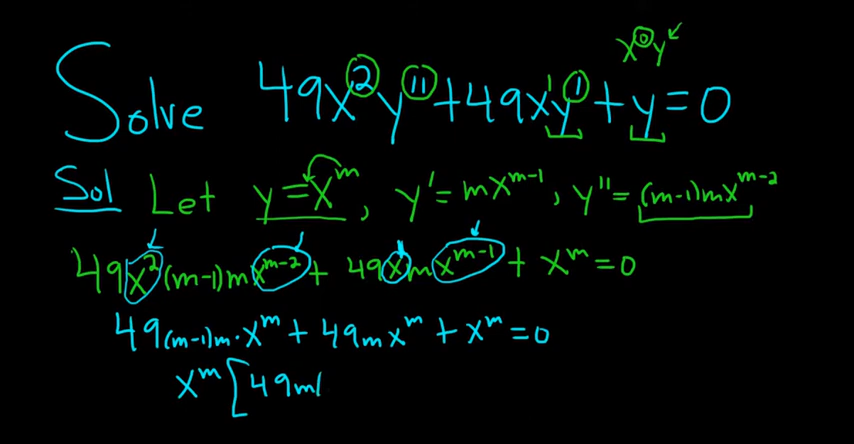 x⁰y
Solve 49x²y'' + 49x'y' + y = 0
Sol Let y = x^m, y' = mx^(m-1), y'' = (m-1)mx^(m-2)
49x²(m-1)mx^(m-2) + 49xmx^(m-1) + x^m = 0
49(m-1)m·x^m + 49mx^m + x^m = 0
x^m [49m(